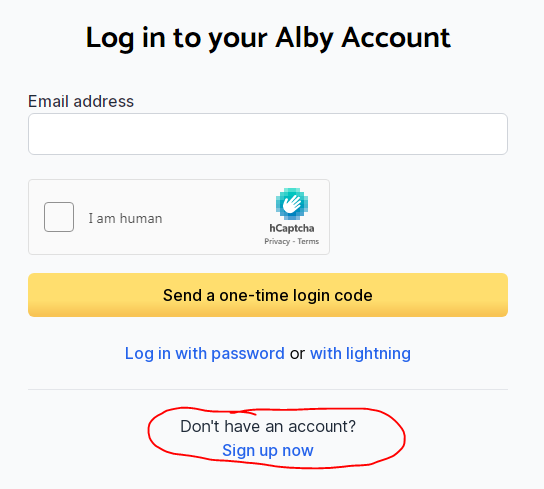 Log in to your Alby Account
Email address
I am human
hCaptcha
Privacy - Terms
Send a one-time login code
Log in with password or with lightning
Don't have an account?
Sign up now